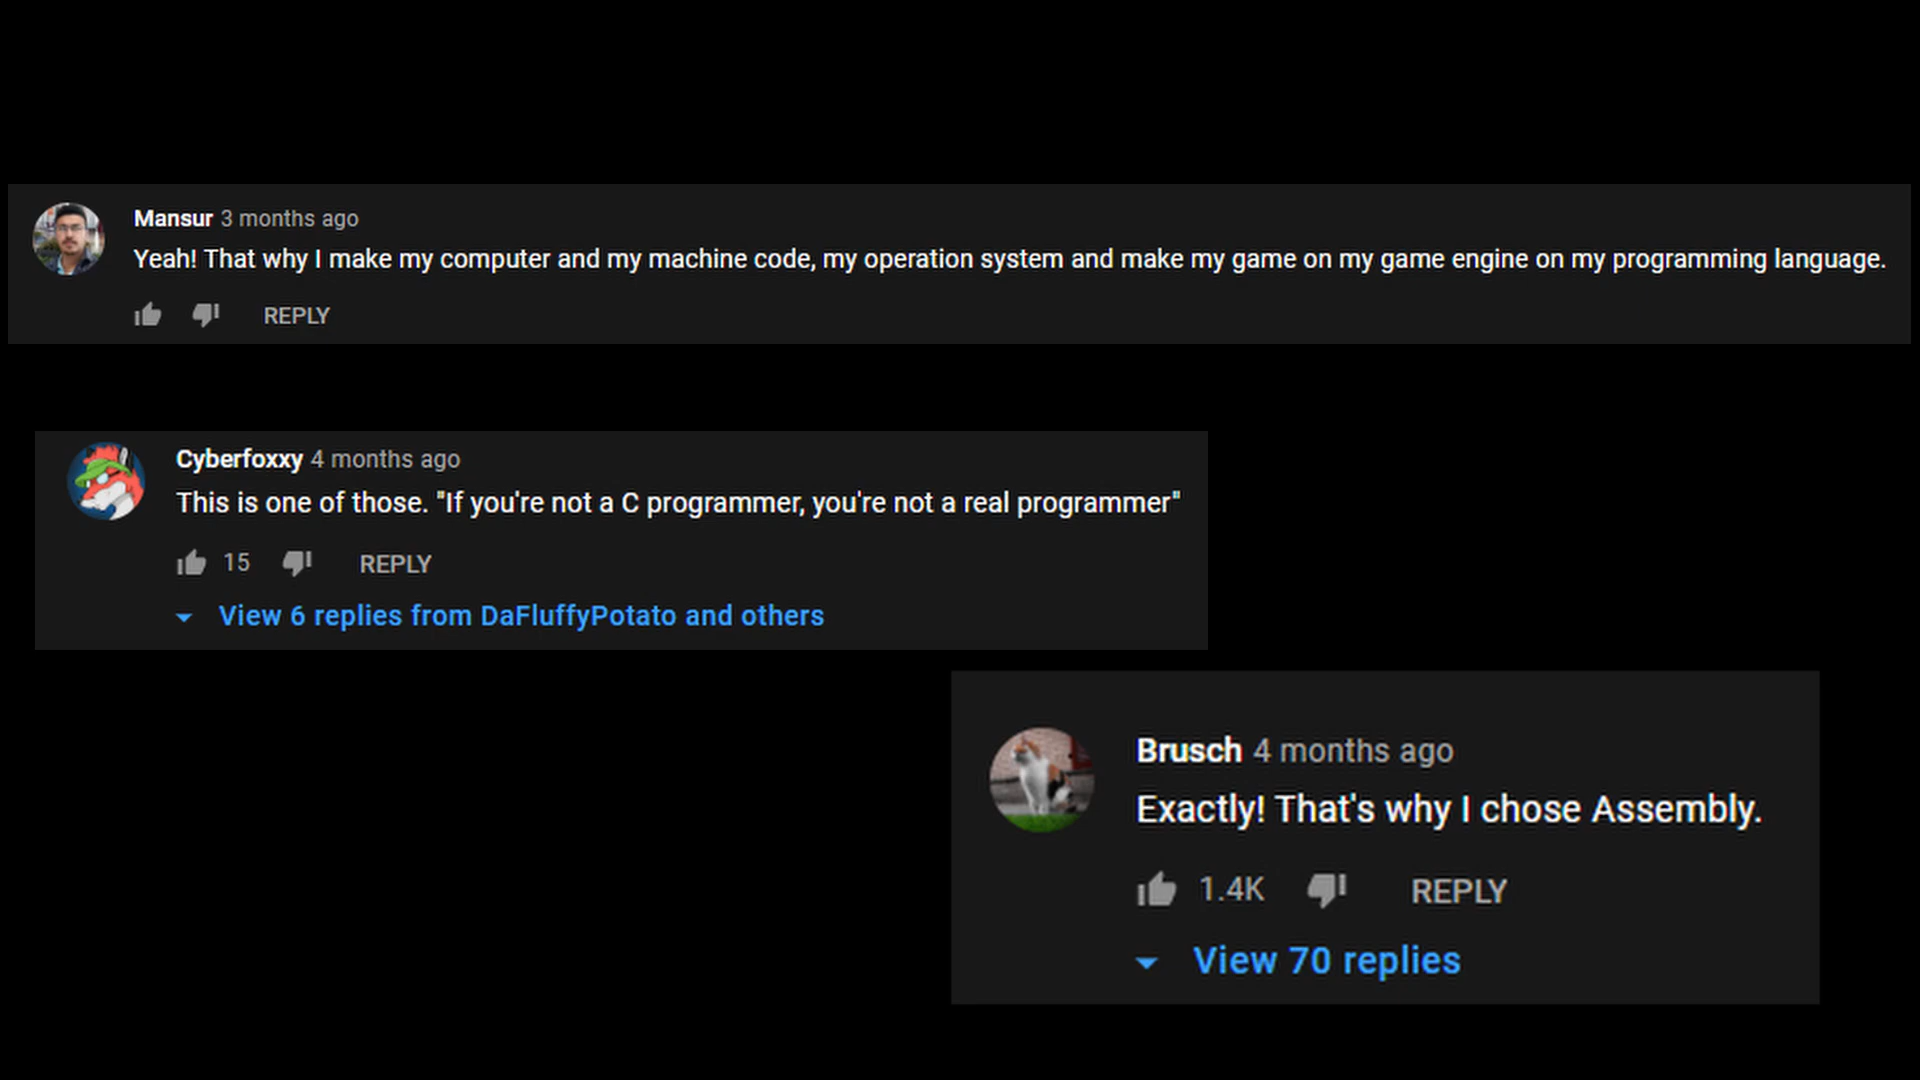 Mansur 3 months ago
Yeah! That why I make my computer and my machine code, my operation system and make my game on my game engine on my programming language.
REPLY
Cyberfoxxy 4 months ago
This is one of those. "If you're not a C programmer, you're not a real programmer"
15 REPLY
View 6 replies from DaFluffyPotato and others
Brusch 4 months ago
Exactly! That's why I chose Assembly.
1.4K REPLY
View 70 replies